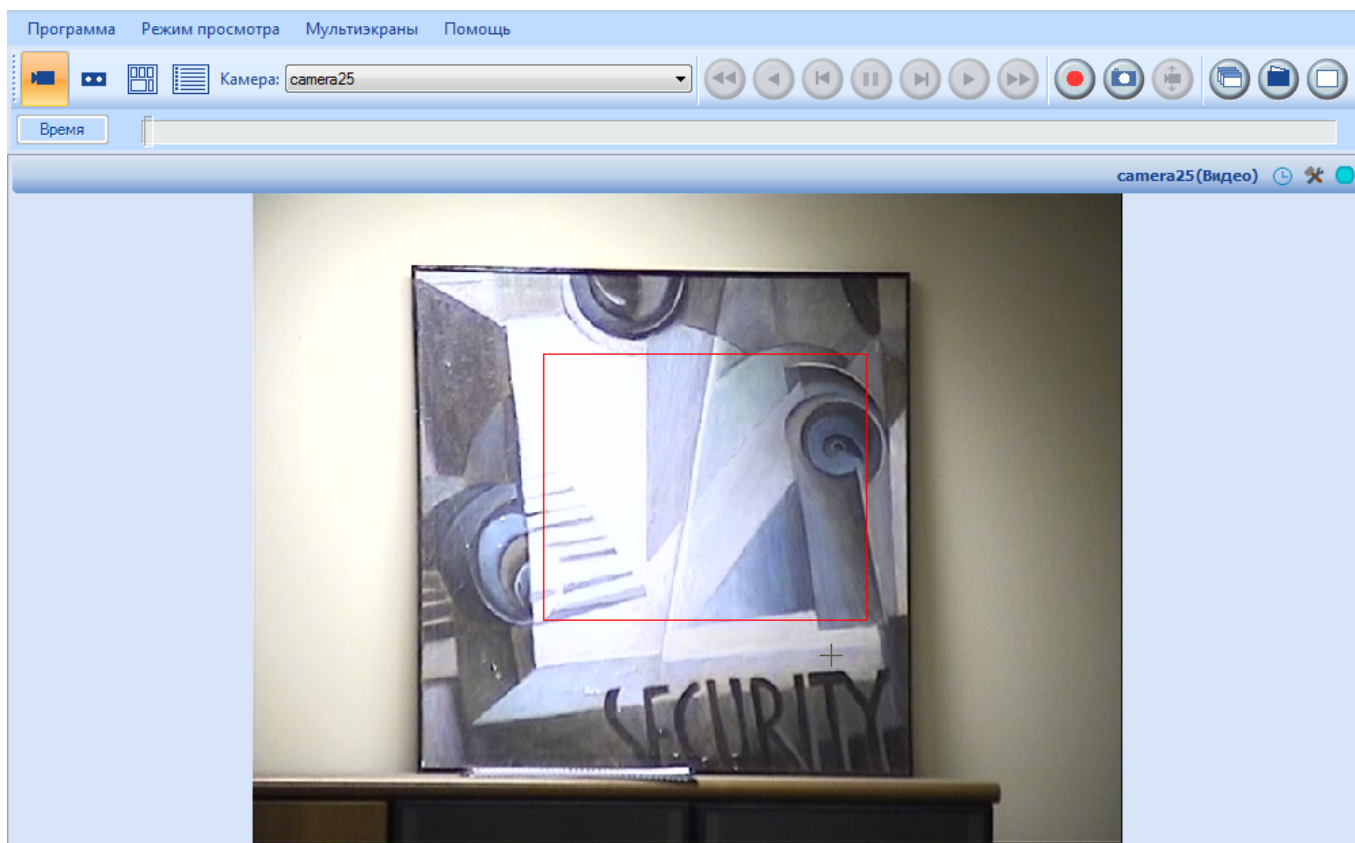 Программа Режим просмотра Мультиэкраны Помощь
Камера: camera25
Время
camera25(Видео)
SECURITY